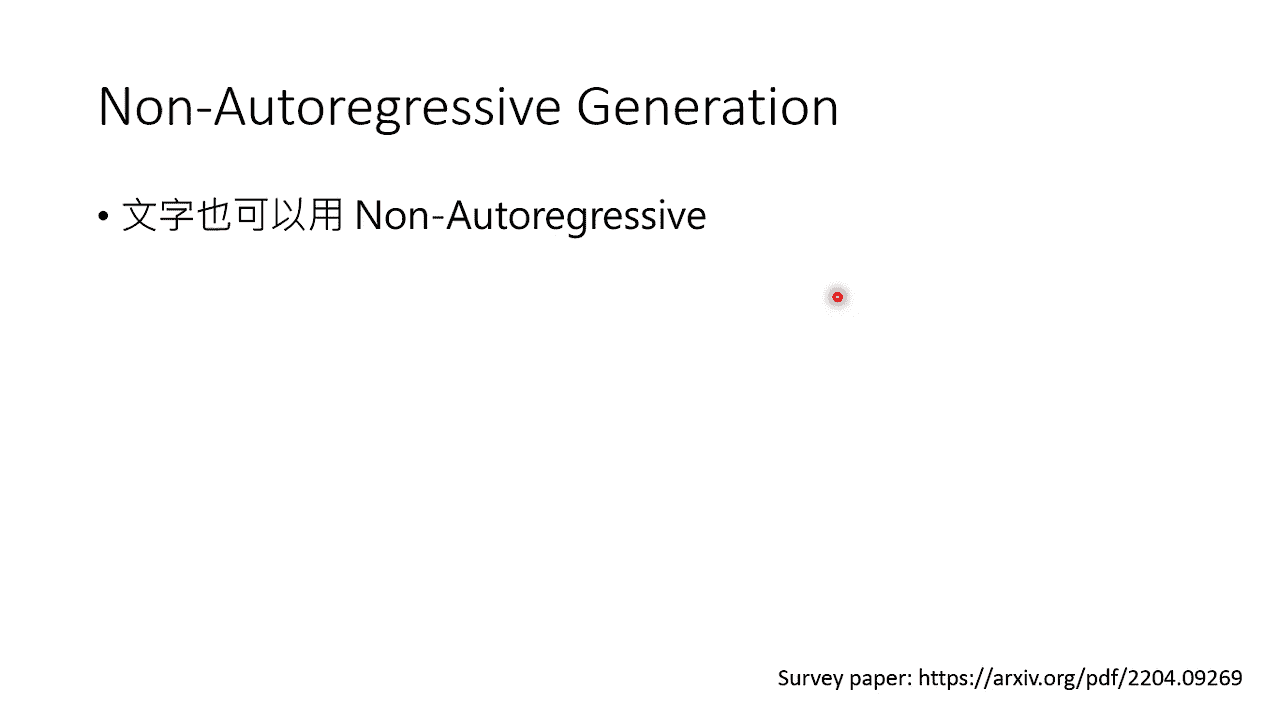 Non-Autoregressive Generation
• 文字也可以用 Non-Autoregressive
Survey paper: https://arxiv.org/pdf/2204.09269